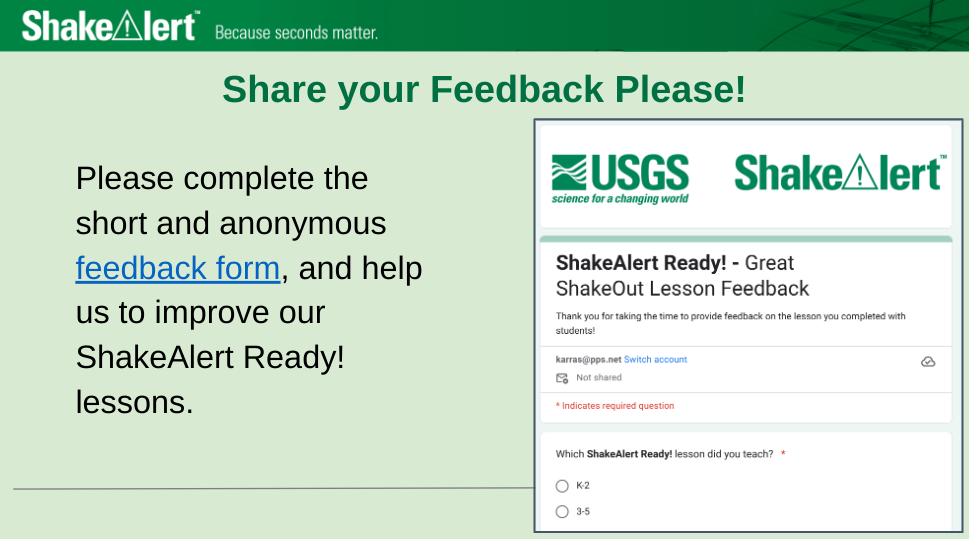 ShakeAlert™ Because seconds matter.
Share your Feedback Please!
Please complete the
short and anonymous
feedback form, and help
us to improve our
ShakeAlert Ready!
lessons.
USGS
science for a changing world
ShakeAlert™
ShakeAlert Ready! - Great
ShakeOut Lesson Feedback
Thank you for taking the time to provide feedback on the lesson you completed with
students!
karras@pps.net Switch account
Not shared
* Indicates required question
Which ShakeAlert Ready! lesson did you teach? *
K-2
3-5